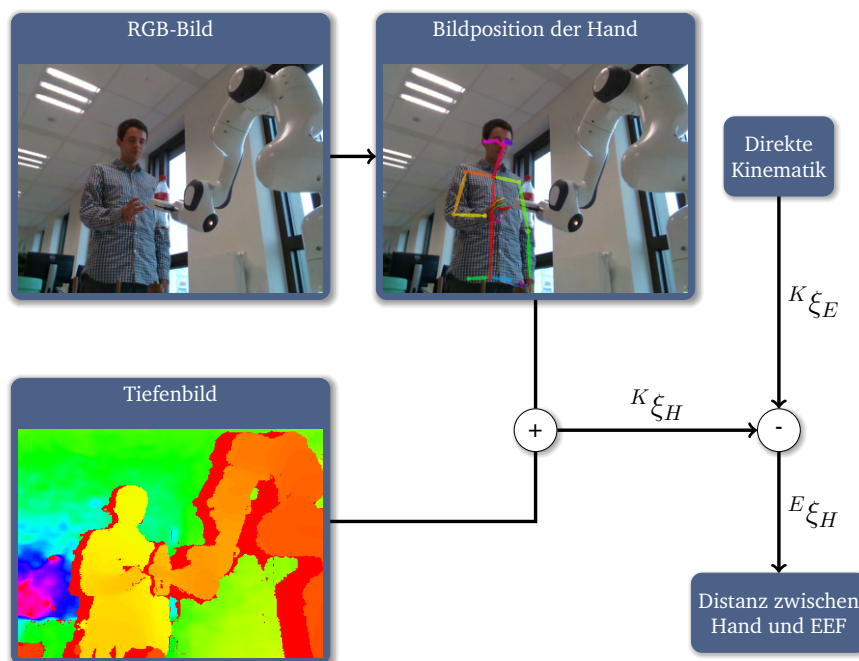 RGB-Bild
Bildposition der Hand
Direkte
Kinematik
ᴷξ_E
Tiefenbild
+
ᴷξ_H
-
ᴱξ_H
Distanz zwischen
Hand und EEF